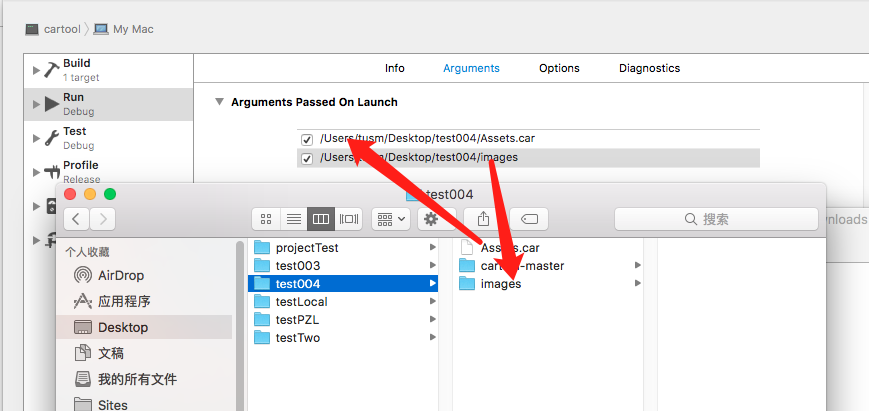 cartool My Mac
Build
1 target
Run
Debug
Test
Debug
Profile
Release
Info Arguments Options Diagnostics
Arguments Passed On Launch
/Users/tusm/Desktop/test004/Assets.car
/Users/tusm/Desktop/test004/images
test004
搜索
nloads
个人收藏
AirDrop
应用程序
Desktop
文稿
我的所有文件
Sites
projectTest
test003
test004
testLocal
testPZL
testTwo
Assets.car
cartool-master
images